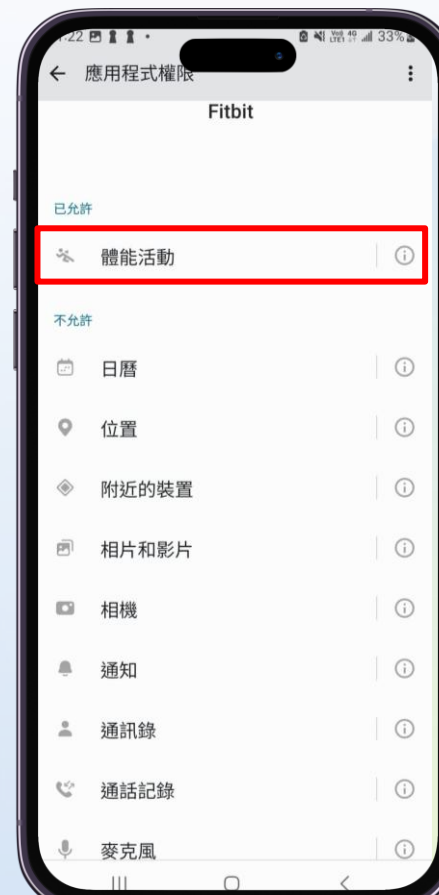 :22
33%
應用程式權限
Fitbit
已允許
體能活動
不允許
日曆
位置
附近的裝置
相片和影片
相機
通知
通訊錄
通話記錄
麥克風